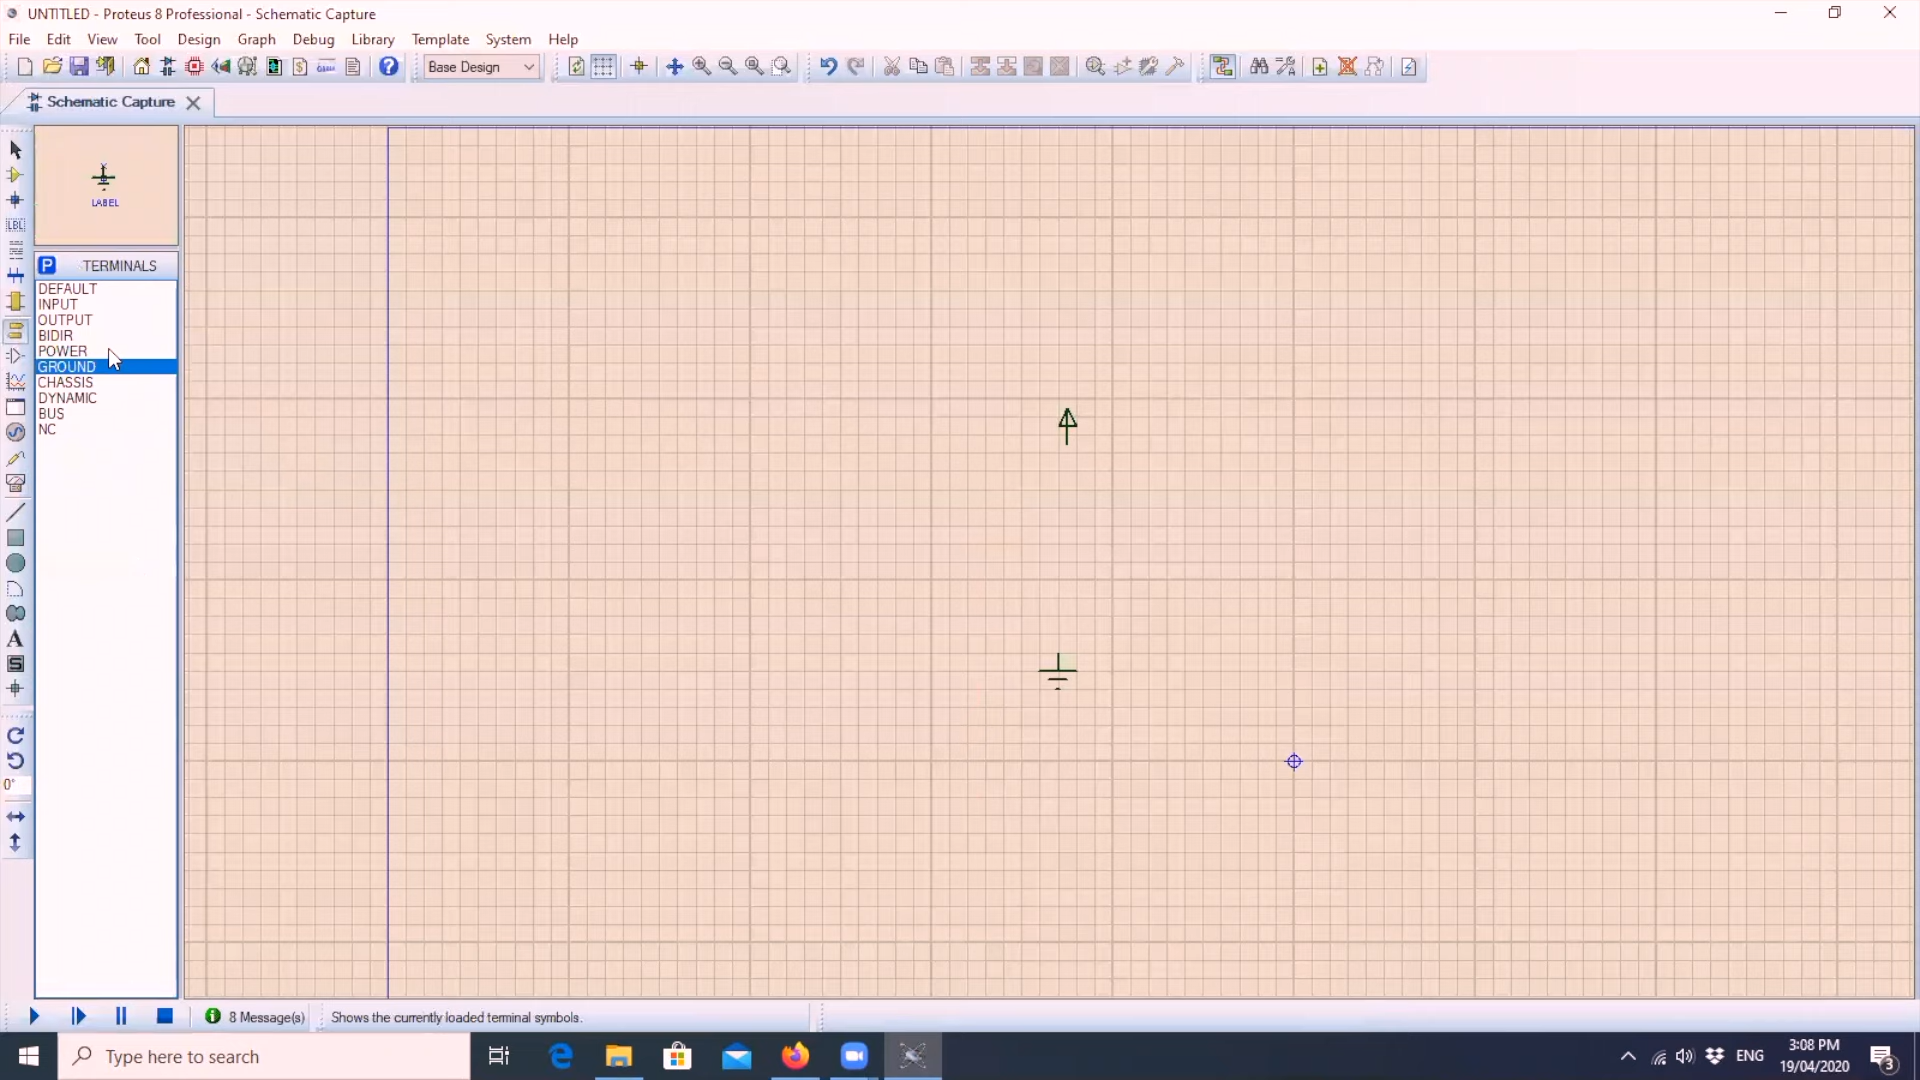 UNTITLED - Proteus 8 Professional - Schematic Capture
File Edit View Tool Design Graph Debug Library Template System Help
Base Design
Schematic Capture
LABEL
P TERMINALS
DEFAULT
INPUT
OUTPUT
BIDIR
POWER
GROUND
CHASSIS
DYNAMIC
BUS
NC
LBL
A
S
0°
8 Message(s) Shows the currently loaded terminal symbols.
Type here to search
ENG
3:08 PM
19/04/2020
3